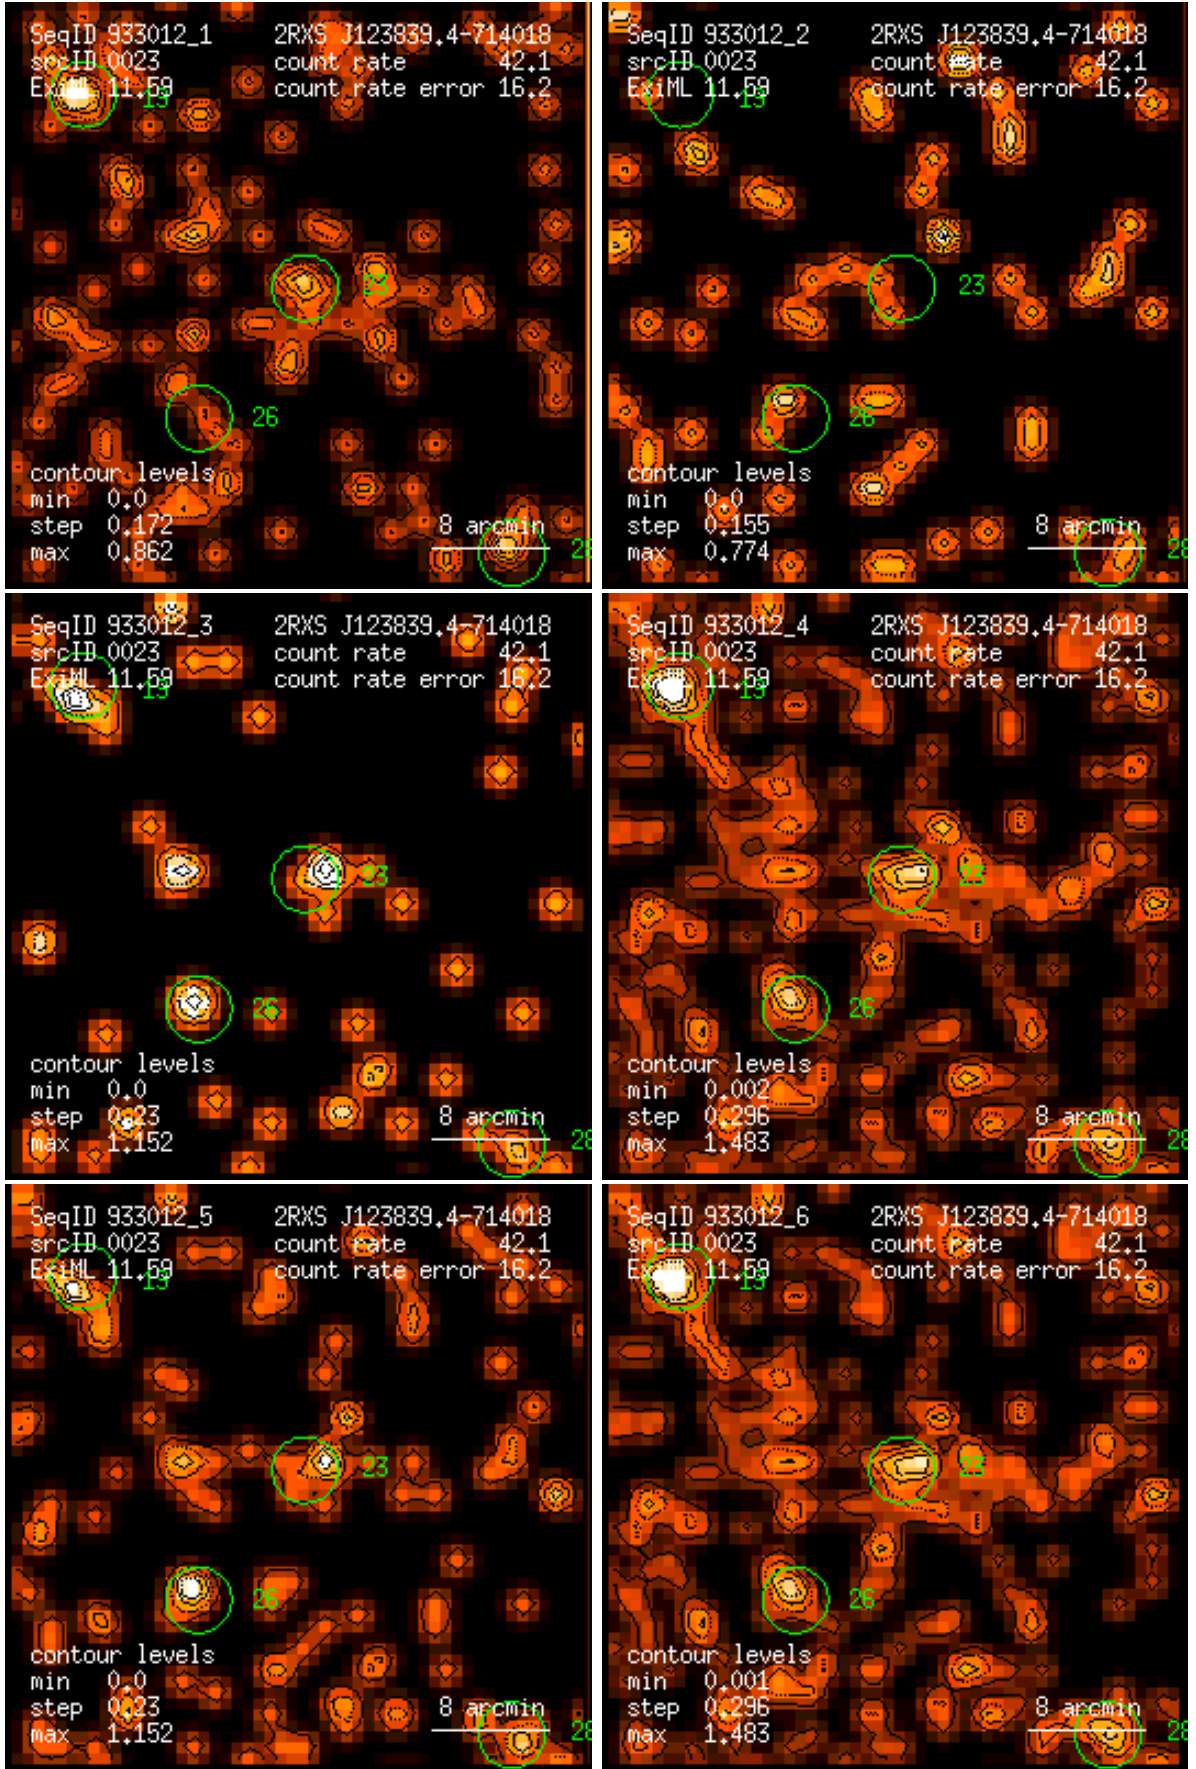 SeqID 933012_1 2RXS J123839.4-714018
srcID 0023 count rate 42.1
ExiML 11.59 count rate error 16.2
19
23
26
contour levels
min 0.0
step 0.172
max 0.862
8 arcmin
28
SeqID 933012_2 2RXS J123839.4-714018
srcID 0023 count rate 42.1
ExiML 11.59 count rate error 16.2
19
23
26
contour levels
min 0.0
step 0.155
max 0.774
8 arcmin
28
SeqID 933012_3 2RXS J123839.4-714018
srcID 0023 count rate 42.1
ExiML 11.59 count rate error 16.2
19
23
26
contour levels
min 0.0
step 0.23
max 1.152
8 arcmin
28
SeqID 933012_4 2RXS J123839.4-714018
srcID 0023 count rate 42.1
ExiML 11.59 count rate error 16.2
19
23
26
contour levels
min 0.002
step 0.296
max 1.483
8 arcmin
28
SeqID 933012_5 2RXS J123839.4-714018
srcID 0023 count rate 42.1
ExiML 11.59 count rate error 16.2
19
23
26
contour levels
min 0.0
step 0.23
max 1.152
8 arcmin
28
SeqID 933012_6 2RXS J123839.4-714018
srcID 0023 count rate 42.1
ExiML 11.59 count rate error 16.2
19
23
26
contour levels
min 0.001
step 0.296
max 1.483
8 arcmin
28